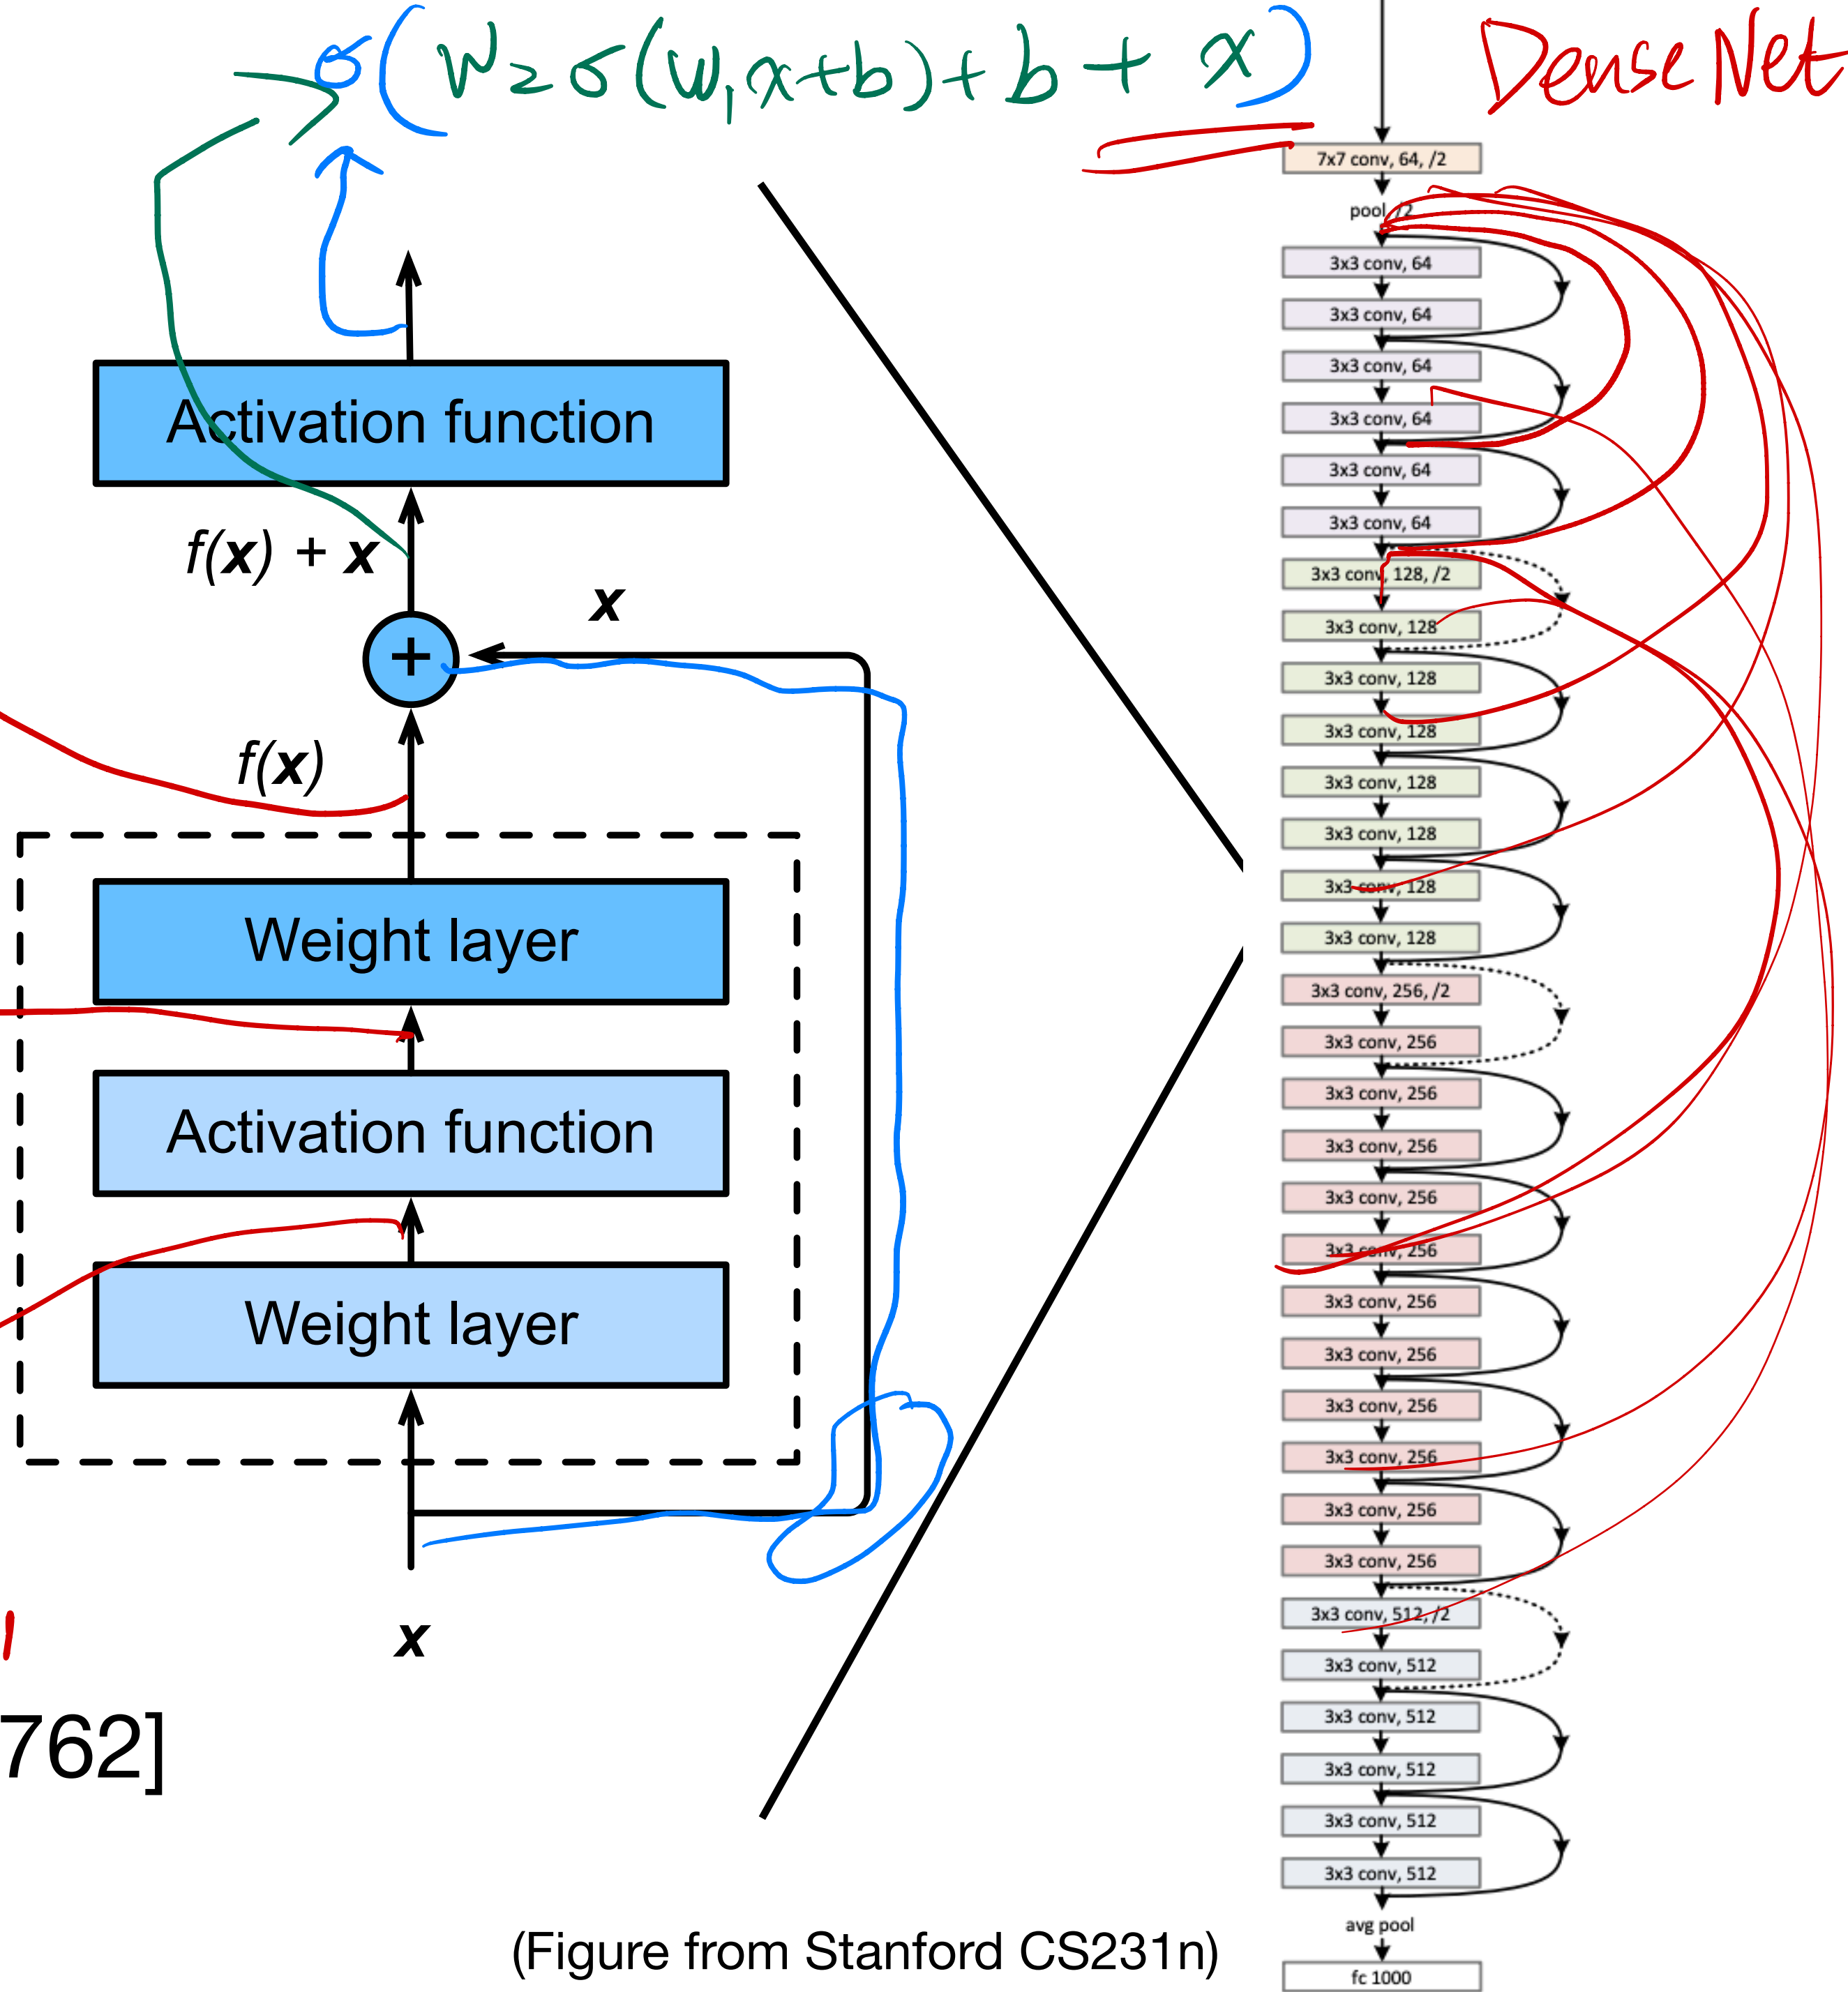 σ(W₂σ(W₁x+b)+b + x)
DenseNet
Activation function
f(x) + x
x
+
f(x)
Weight layer
Activation function
Weight layer
x
762]
(Figure from Stanford CS231n)
7x7 conv, 64, /2
pool, /2
3x3 conv, 64
3x3 conv, 64
3x3 conv, 64
3x3 conv, 64
3x3 conv, 64
3x3 conv, 64
3x3 conv, 128, /2
3x3 conv, 128
3x3 conv, 128
3x3 conv, 128
3x3 conv, 128
3x3 conv, 128
3x3 conv, 128
3x3 conv, 128
3x3 conv, 256, /2
3x3 conv, 256
3x3 conv, 256
3x3 conv, 256
3x3 conv, 256
3x3 conv, 256
3x3 conv, 256
3x3 conv, 256
3x3 conv, 256
3x3 conv, 256
3x3 conv, 256
3x3 conv, 256
3x3 conv, 512, /2
3x3 conv, 512
3x3 conv, 512
3x3 conv, 512
3x3 conv, 512
3x3 conv, 512
avg pool
fc 1000